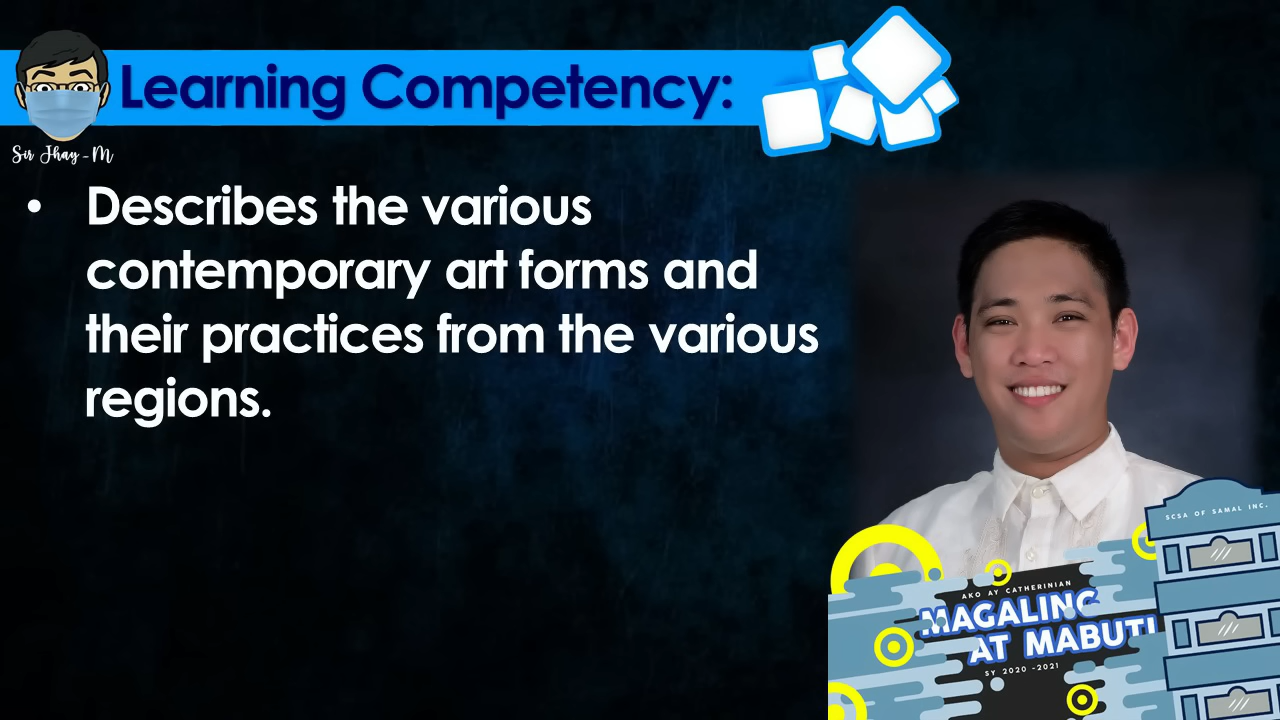 Learning Competency:
Sir Jhay-M
• Describes the various
contemporary art forms and
their practices from the various
regions.
SCSA OF SAMAL INC.
AKO AY CATHERINIAN
MAGALING
AT MABUTI
SY 2020 -2021